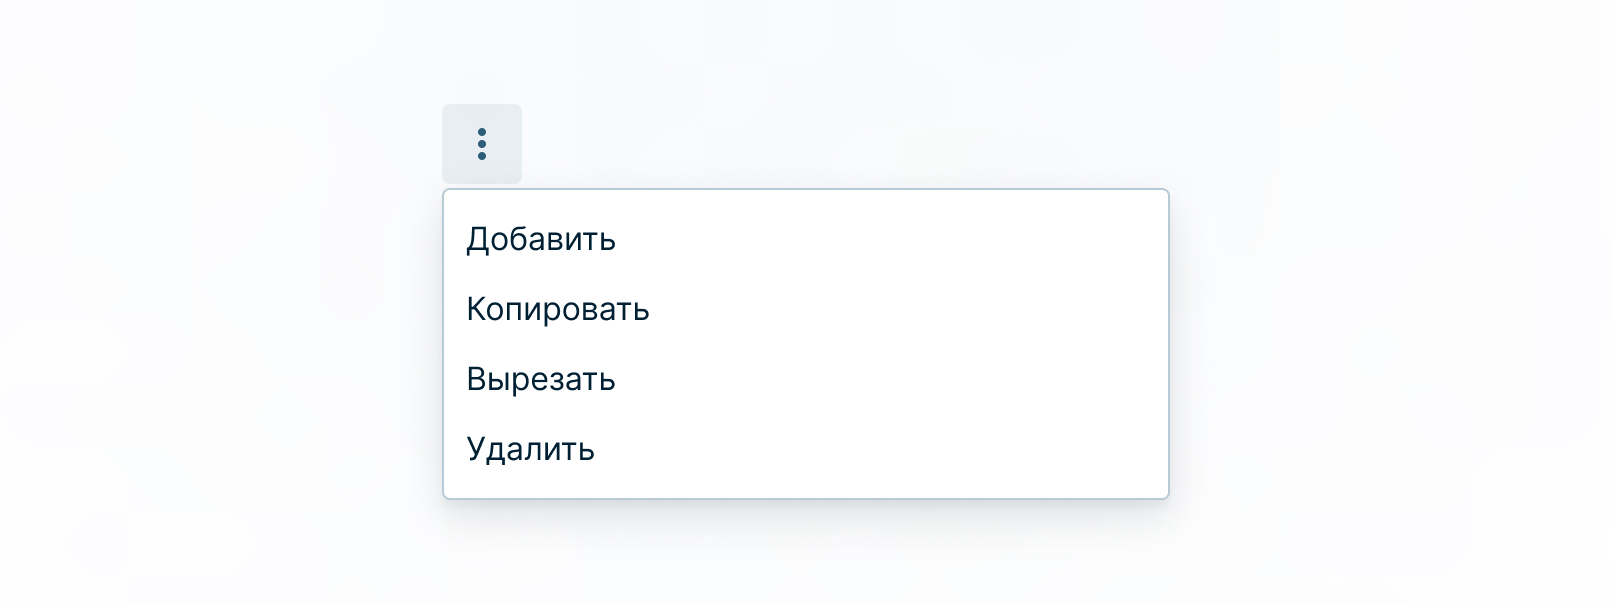 Добавить
Копировать
Вырезать
Удалить